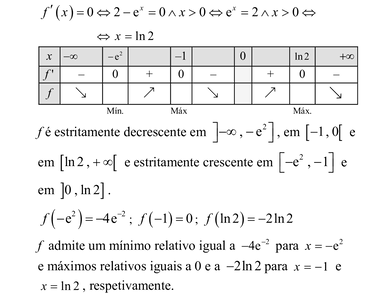 f ′(x) = 0 ⇔ 2 − eˣ = 0 ∧ x > 0 ⇔ eˣ = 2 ∧ x > 0 ⇔
⇔ x = ln 2
x −∞ −e² −1 0 ln2 +∞
f ′ − 0 + 0 − + 0 −
f ↘ ↗ ↘ ↗ ↘
Mín. Máx Máx.
f é estritamente decrescente em ]−∞, −e²], em [−1, 0[ e
em [ln 2, +∞[ e estritamente crescente em [−e², −1] e
em ]0, ln 2].
f(−e²) = −4e⁻² ; f(−1) = 0; f(ln 2) = −2ln 2
f admite um mínimo relativo igual a −4e⁻² para x = −e²
e máximos relativos iguais a 0 e a −2ln 2 para x = −1 e
x = ln 2, respetivamente.